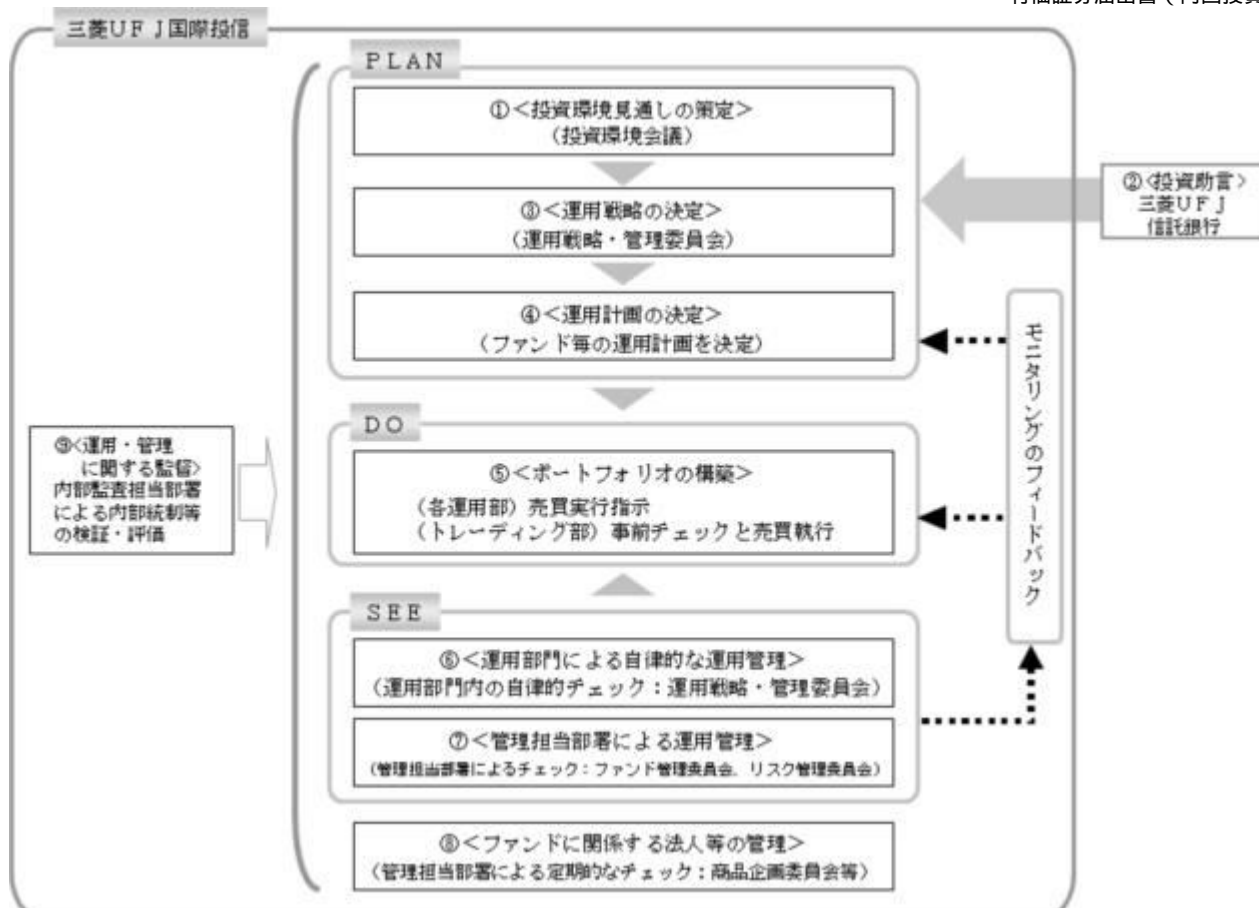 三菱ＵＦＪ国際投信
ＰＬＡＮ
①＜投資環境見通しの策定＞
（投資環境会議）
②＜投資助言＞
三菱ＵＦＪ
信託銀行
③＜運用戦略の決定＞
（運用戦略・管理委員会）
④＜運用計画の決定＞
（ファンド毎の運用計画を決定）
モニタリングのフィードバック
ＤＯ
⑤＜ポートフォリオの構築＞
（各運用部）売買実行指示
（トレーディング部）事前チェックと売買執行
⑨＜運用・管理
に関する監督＞
内部監査担当部署
による内部統制等
の検証・評価
ＳＥＥ
⑥＜運用部門による自律的な運用管理＞
（運用部門内の自律的チェック：運用戦略・管理委員会）
⑦＜管理担当部署による運用管理＞
（管理担当部署によるチェック：ファンド管理委員会、リスク管理委員会）
⑧＜ファンドに関係する法人等の管理＞
（管理担当部署による定期的なチェック：商品企画委員会等）